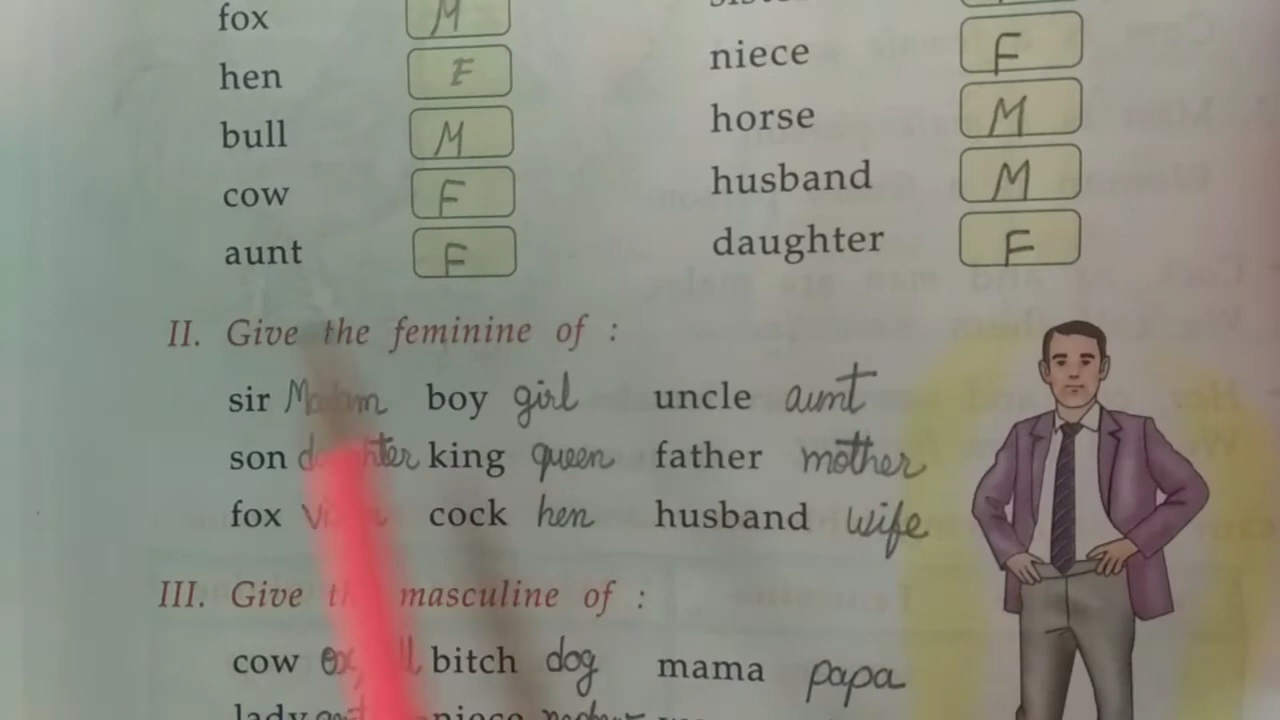 fox M
hen F niece F
bull M horse M
cow F husband M
aunt F daughter F
II. Give the feminine of :
sir boy girl uncle aunt
son king queen father mother
fox cock hen husband wife
III. Give masculine of :
cow bitch dog mama papa
lady niece